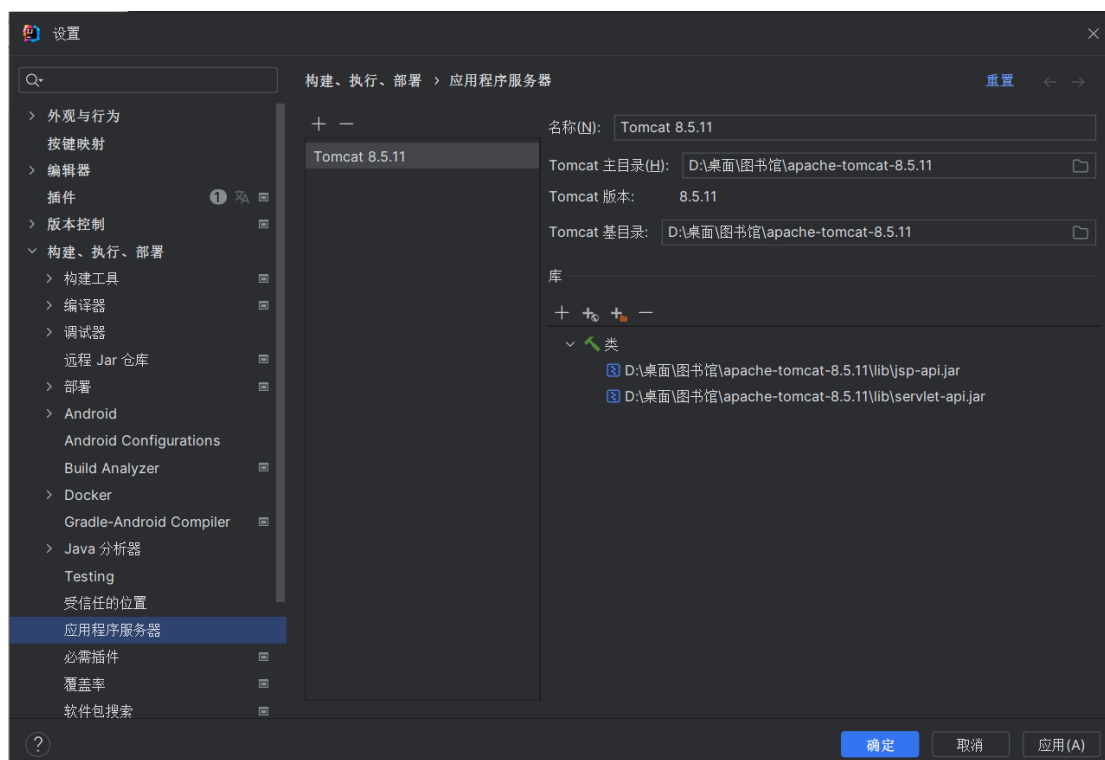 设置
外观与行为
按键映射
编辑器
插件 1
版本控制
构建、执行、部署
构建工具
编译器
调试器
远程 Jar 仓库
部署
Android
Android Configurations
Build Analyzer
Docker
Gradle-Android Compiler
Java 分析器
Testing
受信任的位置
应用程序服务器
必需插件
覆盖率
软件包搜索
构建、执行、部署 › 应用程序服务器
重置
Tomcat 8.5.11
名称(N): Tomcat 8.5.11
Tomcat 主目录(H): D:\桌面\图书馆\apache-tomcat-8.5.11
Tomcat 版本: 8.5.11
Tomcat 基目录: D:\桌面\图书馆\apache-tomcat-8.5.11
库
类
D:\桌面\图书馆\apache-tomcat-8.5.11\lib\jsp-api.jar
D:\桌面\图书馆\apache-tomcat-8.5.11\lib\servlet-api.jar
?
确定
取消
应用(A)